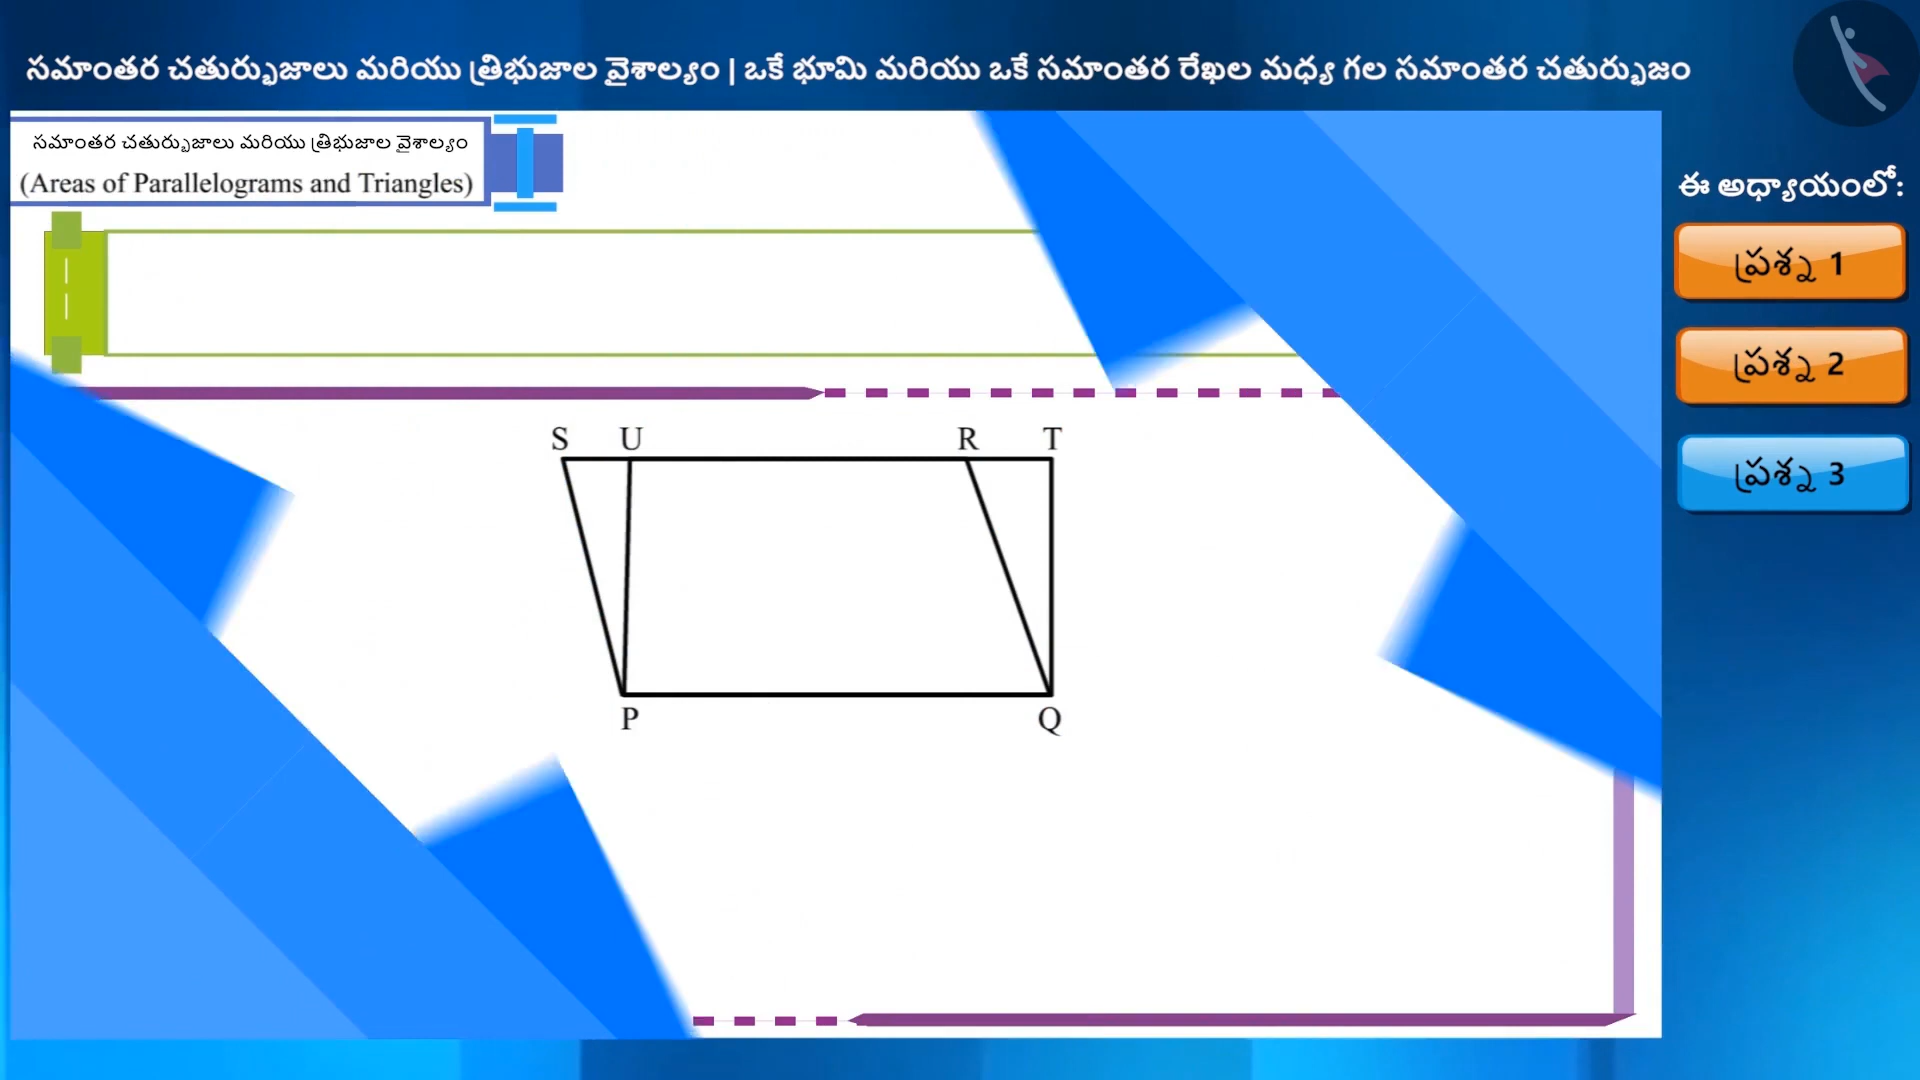 సమాంతర చతుర్భుజాలు మరియు త్రిభుజాల వైశాల్యం | ఒకే భూమి మరియు ఒకే సమాంతర రేఖల మధ్య గల సమాంతర చతుర్భుజం
సమాంతర చతుర్భుజాలు మరియు త్రిభుజాల వైశాల్యం
(Areas of Parallelograms and Triangles)
ఈ అధ్యాయంలో:
ప్రశ్న 1
ప్రశ్న 2
ప్రశ్న 3
S U R T
P Q